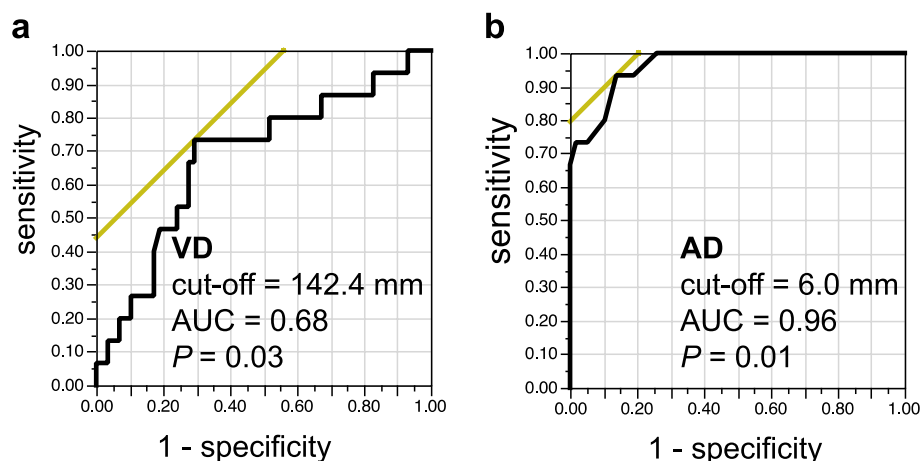 a
1.00
0.90
0.80
0.70
0.60
0.50
0.40
0.30
0.20
0.10
0.00
sensitivity
VD
cut-off = 142.4 mm
AUC = 0.68
P = 0.03
0.00 0.20 0.40 0.60 0.80 1.00
1 - specificity
b
1.00
0.90
0.80
0.70
0.60
0.50
0.40
0.30
0.20
0.10
0.00
sensitivity
AD
cut-off = 6.0 mm
AUC = 0.96
P = 0.01
0.00 0.20 0.40 0.60 0.80 1.00
1 - specificity